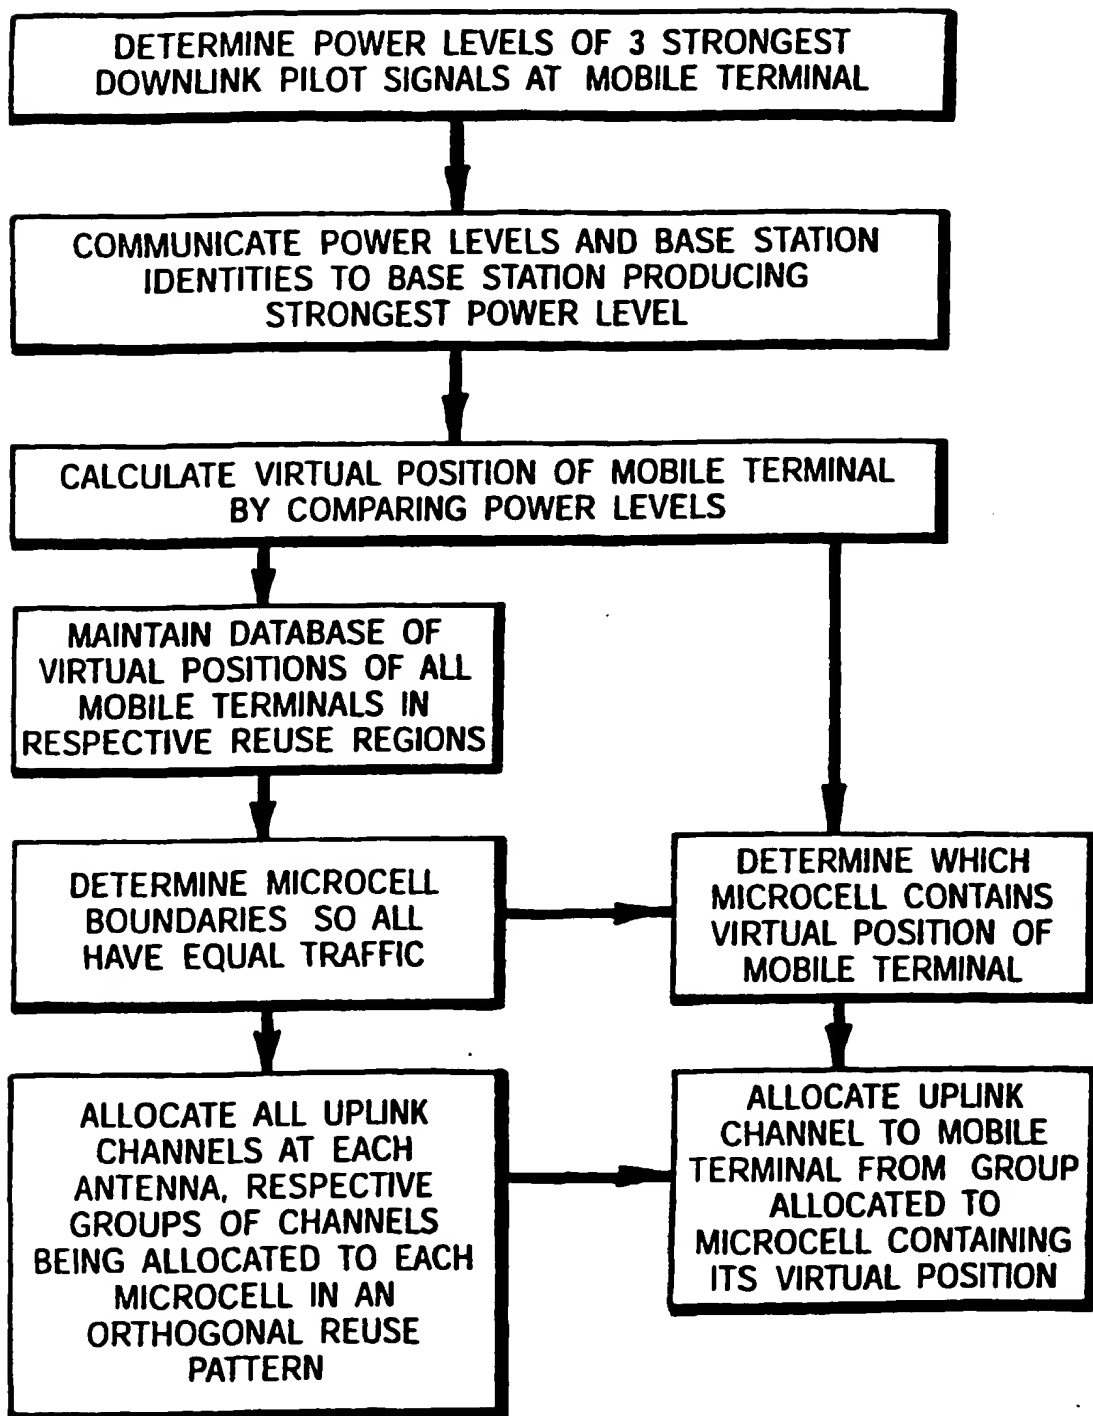 DETERMINE POWER LEVELS OF 3 STRONGEST
DOWNLINK PILOT SIGNALS AT MOBILE TERMINAL
COMMUNICATE POWER LEVELS AND BASE STATION
IDENTITIES TO BASE STATION PRODUCING
STRONGEST POWER LEVEL
CALCULATE VIRTUAL POSITION OF MOBILE TERMINAL
BY COMPARING POWER LEVELS
MAINTAIN DATABASE OF
VIRTUAL POSITIONS OF ALL
MOBILE TERMINALS IN
RESPECTIVE REUSE REGIONS
DETERMINE MICROCELL
BOUNDARIES SO ALL
HAVE EQUAL TRAFFIC
DETERMINE WHICH
MICROCELL CONTAINS
VIRTUAL POSITION OF
MOBILE TERMINAL
ALLOCATE ALL UPLINK
CHANNELS AT EACH
ANTENNA, RESPECTIVE
GROUPS OF CHANNELS
BEING ALLOCATED TO EACH
MICROCELL IN AN
ORTHOGONAL REUSE
PATTERN
ALLOCATE UPLINK
CHANNEL TO MOBILE
TERMINAL FROM GROUP
ALLOCATED TO
MICROCELL CONTAINING
ITS VIRTUAL POSITION